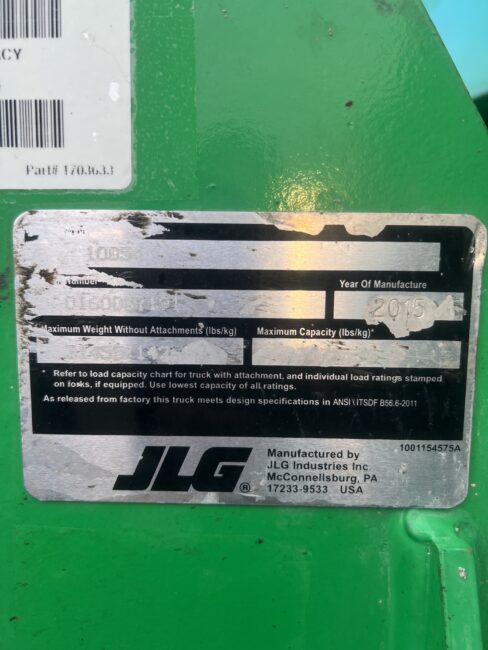 ACY
Part# 1703633
1005
Number
Year Of Manufacture
2015
Maximum Weight Without Attachments (lbs/kg)
Maximum Capacity (lbs/kg)*
* Refer to load capacity chart for truck with attachment, and individual load ratings stamped
on forks, if equipped. Use lowest capacity of all ratings.
As released from factory this truck meets design specifications in ANSI \ ITSDF B56.6-2011
JLG®
Manufactured by
JLG Industries Inc
McConnellsburg, PA
17233-9533 USA
1001154575A